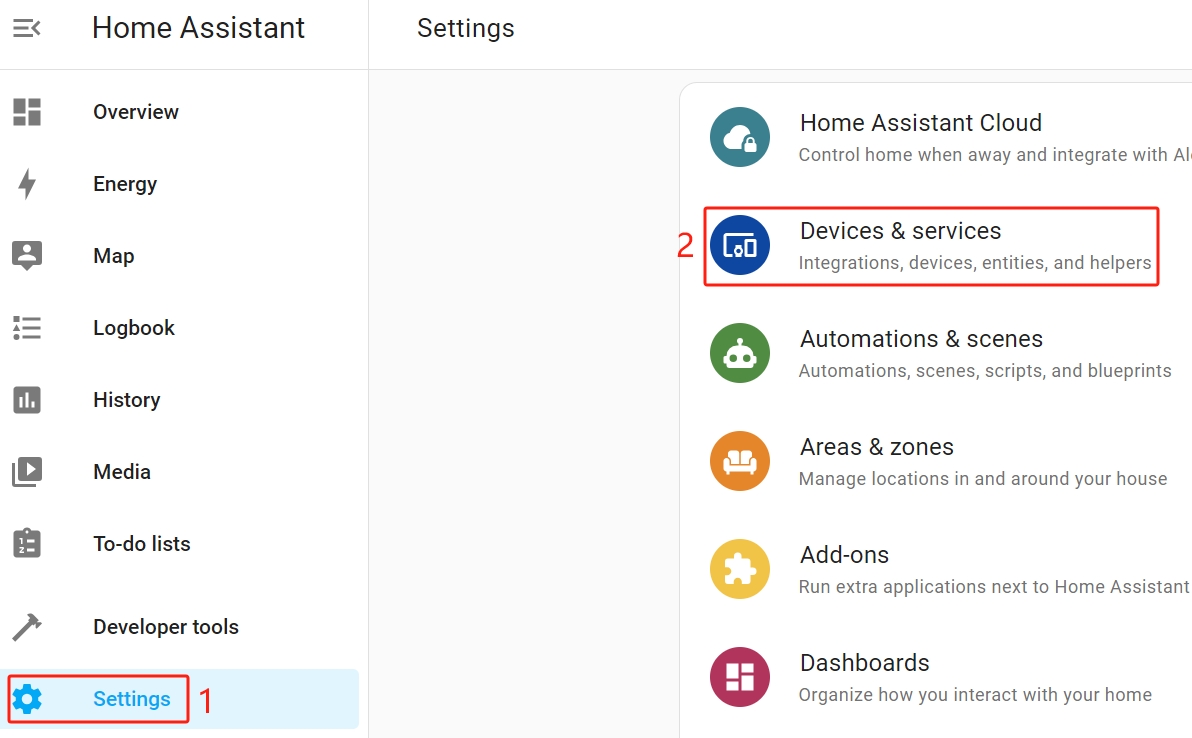 Home Assistant
Overview
Energy
Map
Logbook
History
Media
To-do lists
Developer tools
Settings 1
Settings
Home Assistant Cloud
Control home when away and integrate with
2
Devices & services
Integrations, devices, entities, and helpers
Automations & scenes
Automations, scenes, scripts, and blueprints
Areas & zones
Manage locations in and around your house
Add-ons
Run extra applications next to Home Assistant
Dashboards
Organize how you interact with your home